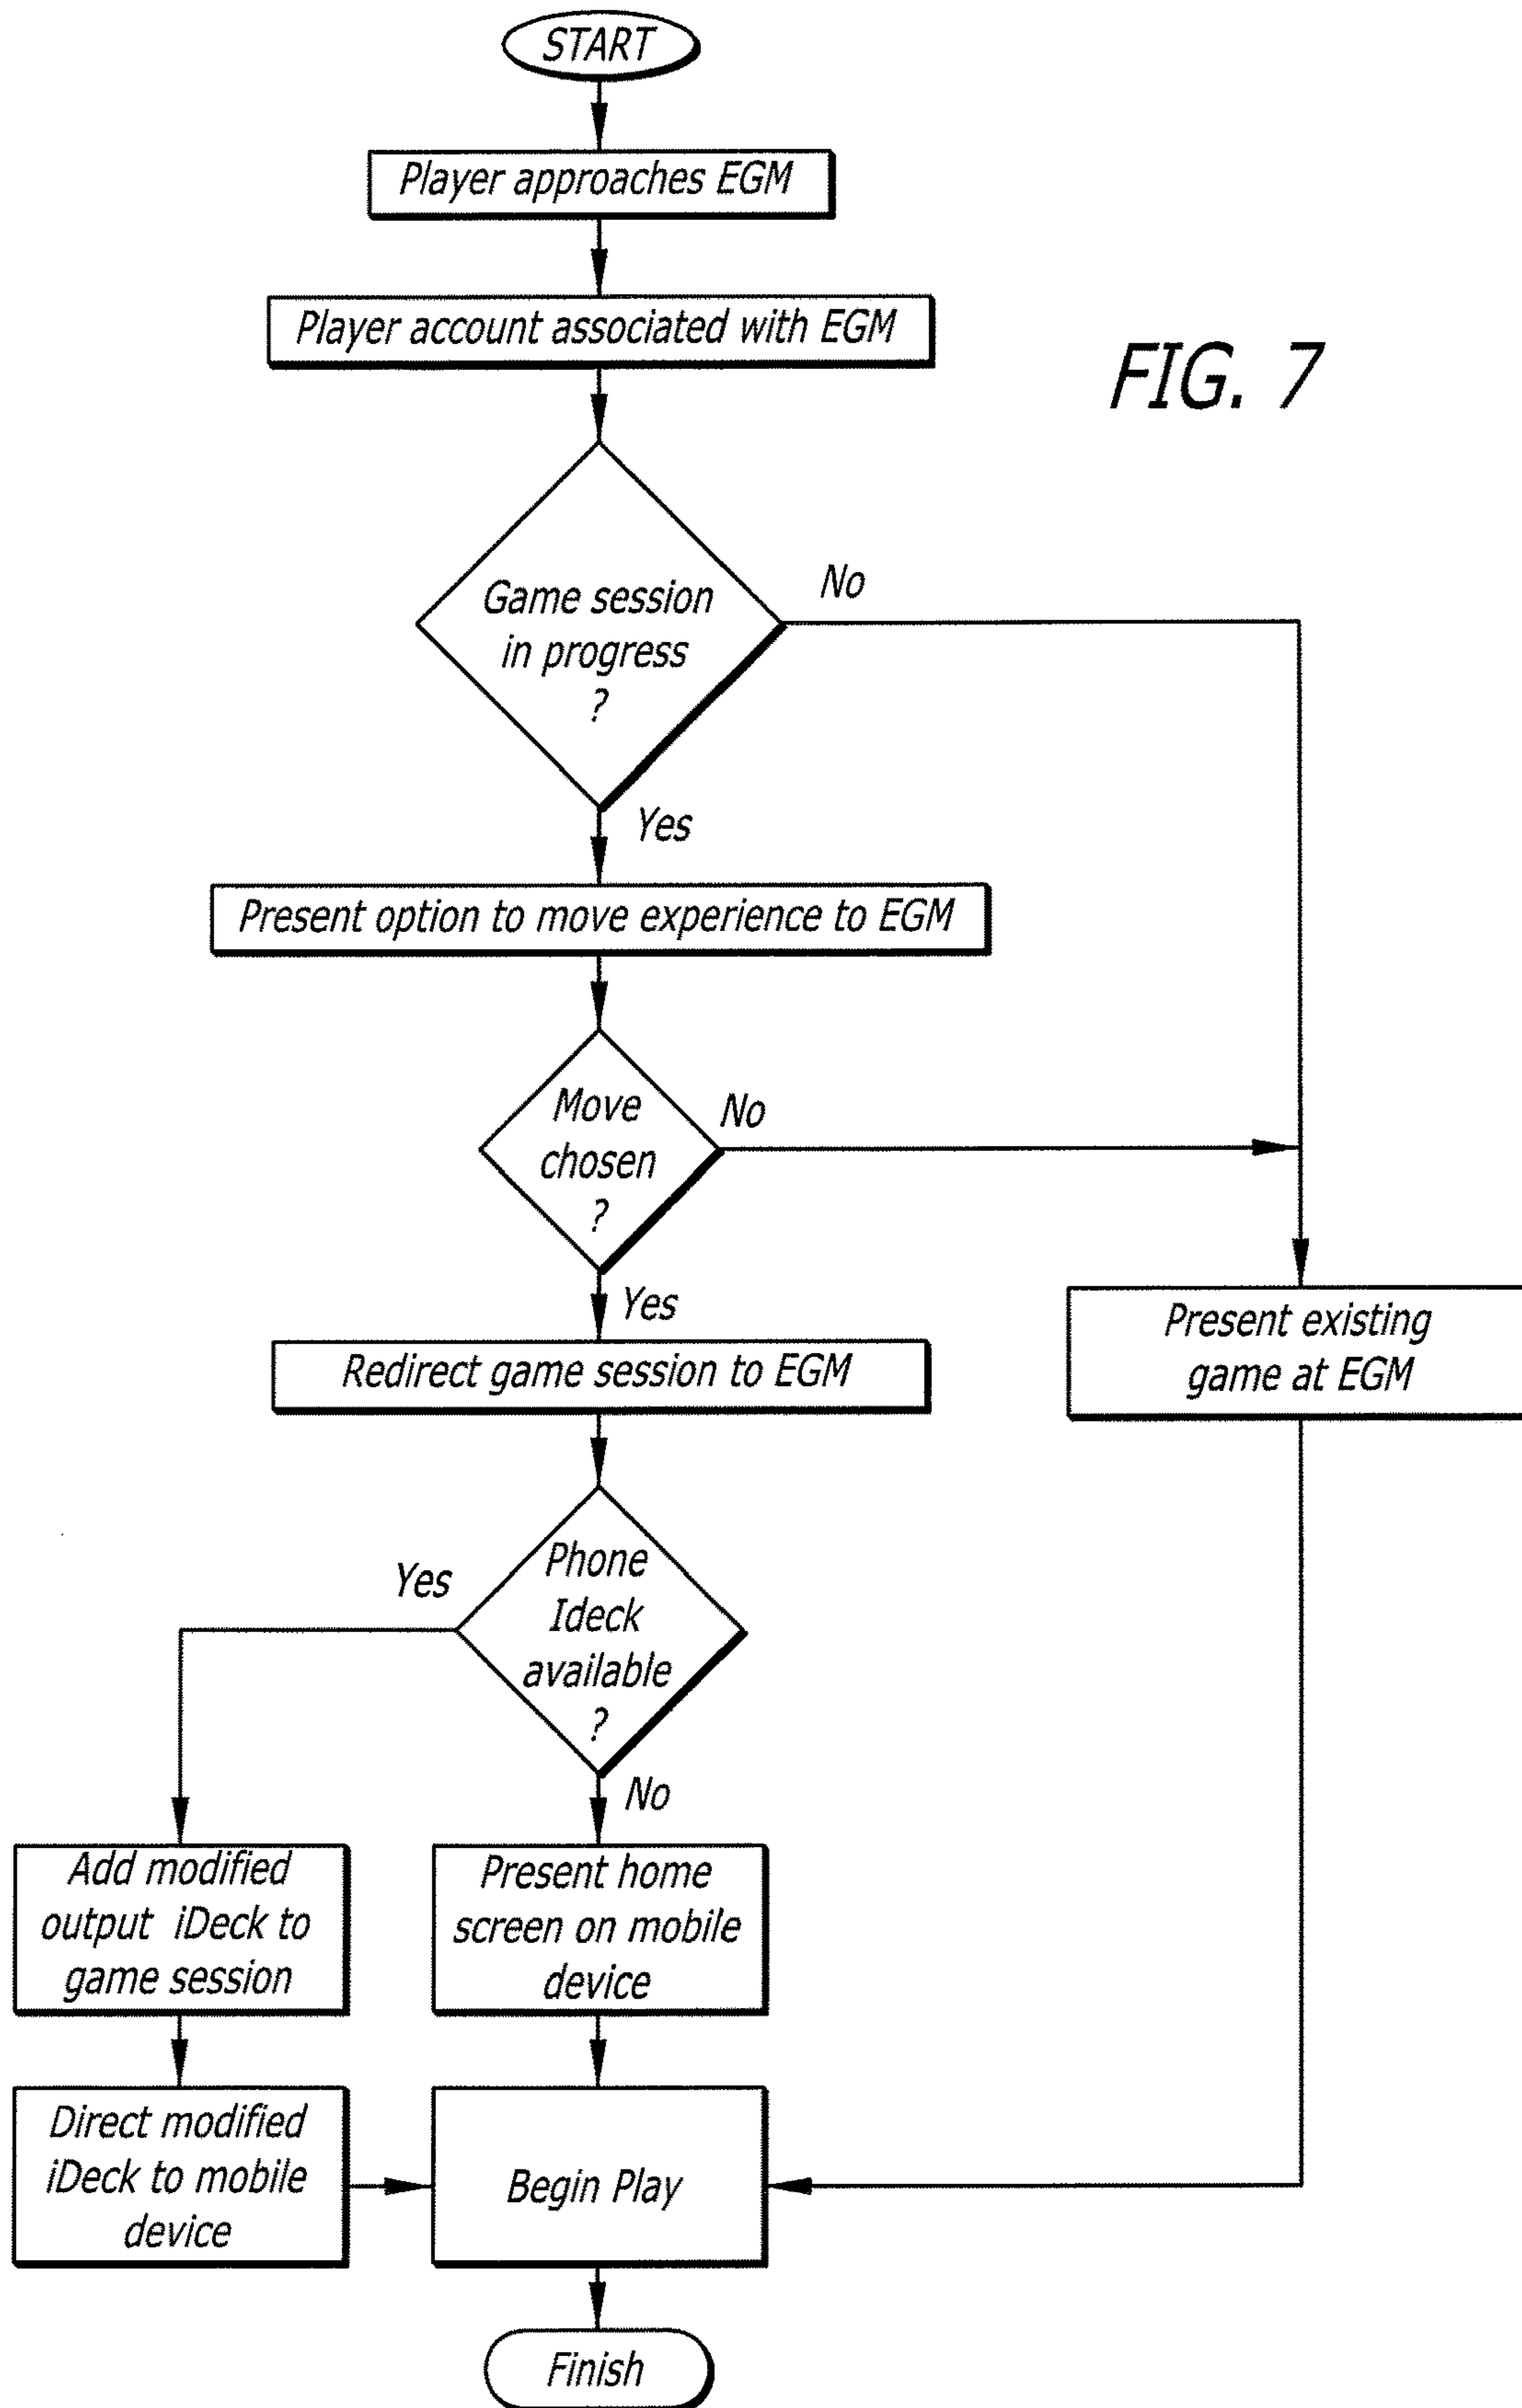 START
Player approaches EGM
Player account associated with EGM
FIG. 7
Game session
in progress
?
No
Yes
Present option to move experience to EGM
Move
chosen
?
No
Yes
Redirect game session to EGM
Present existing
game at EGM
Phone
Ideck
available
?
Yes
No
Add modified
output iDeck to
game session
Present home
screen on mobile
device
Direct modified
iDeck to mobile
device
Begin Play
Finish